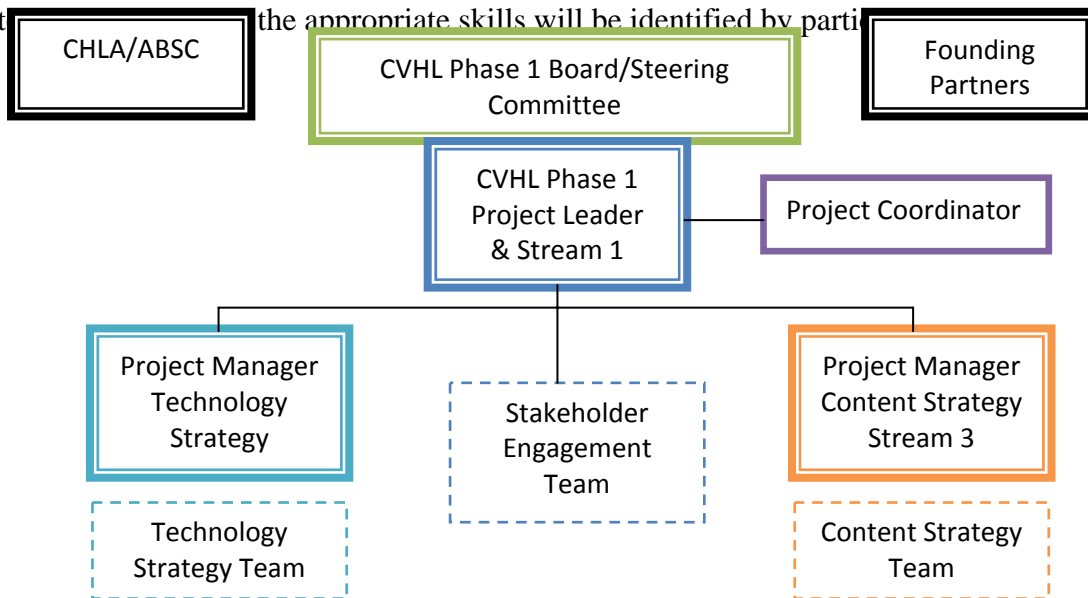 the appropriate skills will be identified by
CHLA/ABSC
CVHL Phase 1 Board/Steering
Committee
Founding
Partners
CVHL Phase 1
Project Leader
& Stream 1
Project Coordinator
Project Manager
Technology
Strategy
Stakeholder
Engagement
Team
Project Manager
Content Strategy
Stream 3
Technology
Strategy Team
Content Strategy
Team